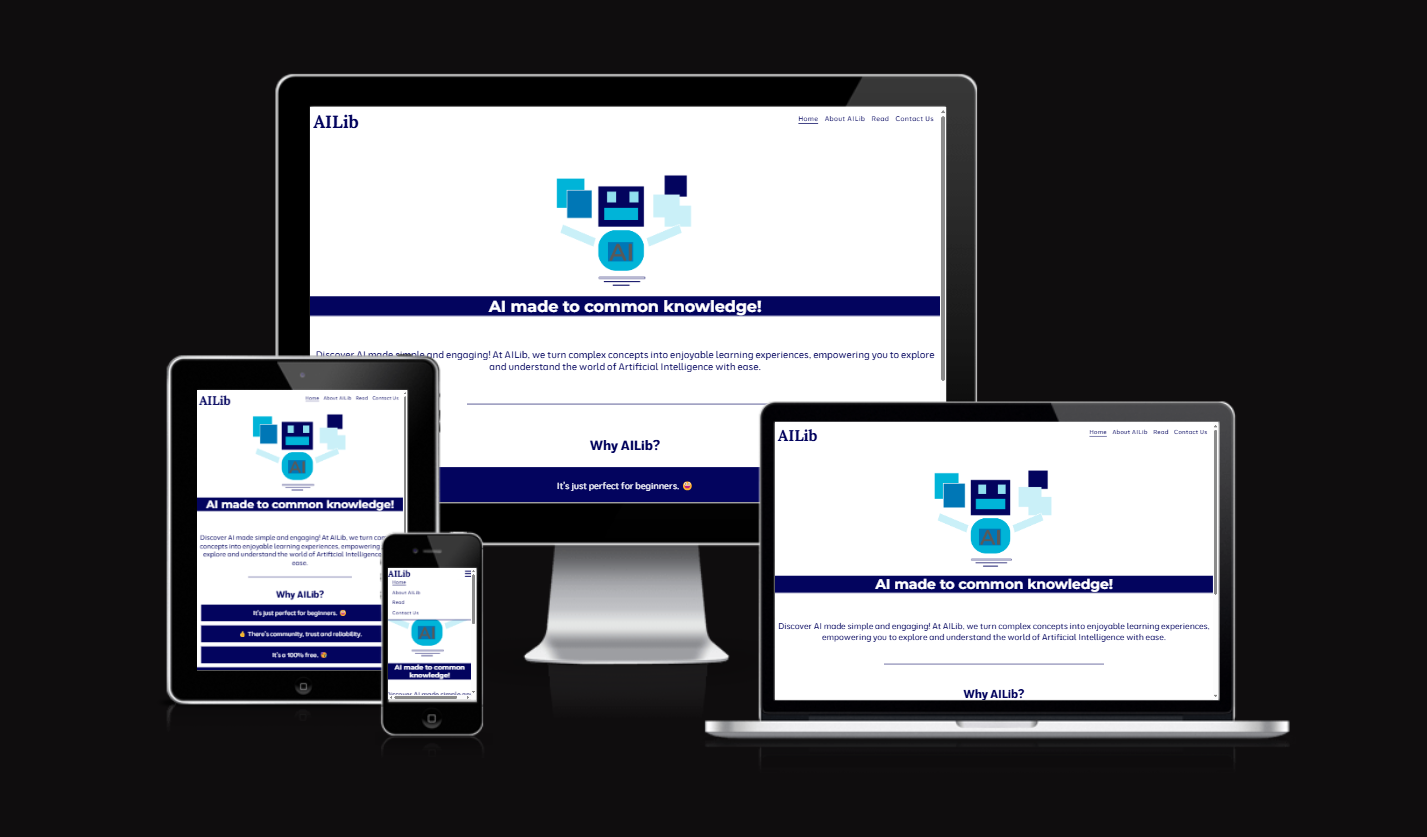 AILib
Home About AILib Read Contact Us
AI
AI made to common knowledge!
Discover AI made simple and engaging! At AILib, we turn complex concepts into enjoyable learning experiences, empowering you to explore
and understand the world of Artificial Intelligence with ease.
Why AILib?
It's just perfect for beginners. 😀
AILib
Home About AILib Read Contact Us
AI
AI made to common knowledge!
Discover AI made simple and engaging! At AILib, we turn com
concepts into enjoyable learning experiences, empowering
explore and understand the world of Artificial Intelligence
ease.
Why AILib?
It's just perfect for beginners. 😀
👍 There's community, trust and reliability.
It's a 100% free. 😘
AILib
Home
About AILib
Read
Contact Us
AI
AI made to common
knowledge!
Discover AI made simple an
AILib
Home About AILib Read Contact Us
AI
AI made to common knowledge!
Discover AI made simple and engaging! At AILib, we turn complex concepts into enjoyable learning experiences,
empowering you to explore and understand the world of Artificial Intelligence with ease.
Why AILib?